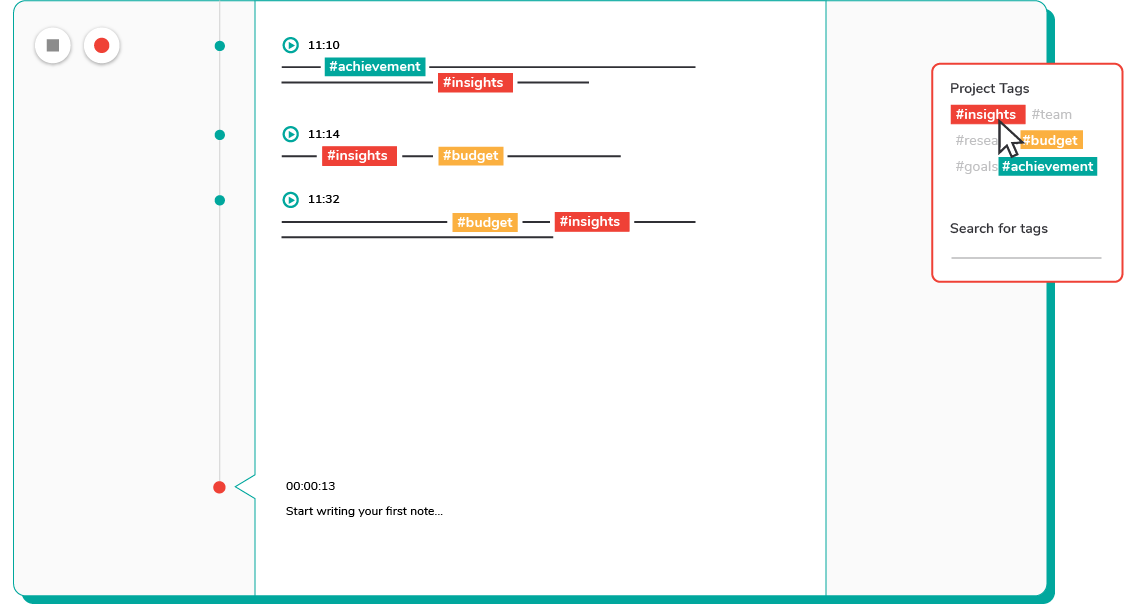 11:10
#achievement
#insights
11:14
#insights #budget
11:32
#budget #insights
00:00:13
Start writing your first note...
Project Tags
#insights #team
#budget
#goals #achievement
Search for tags